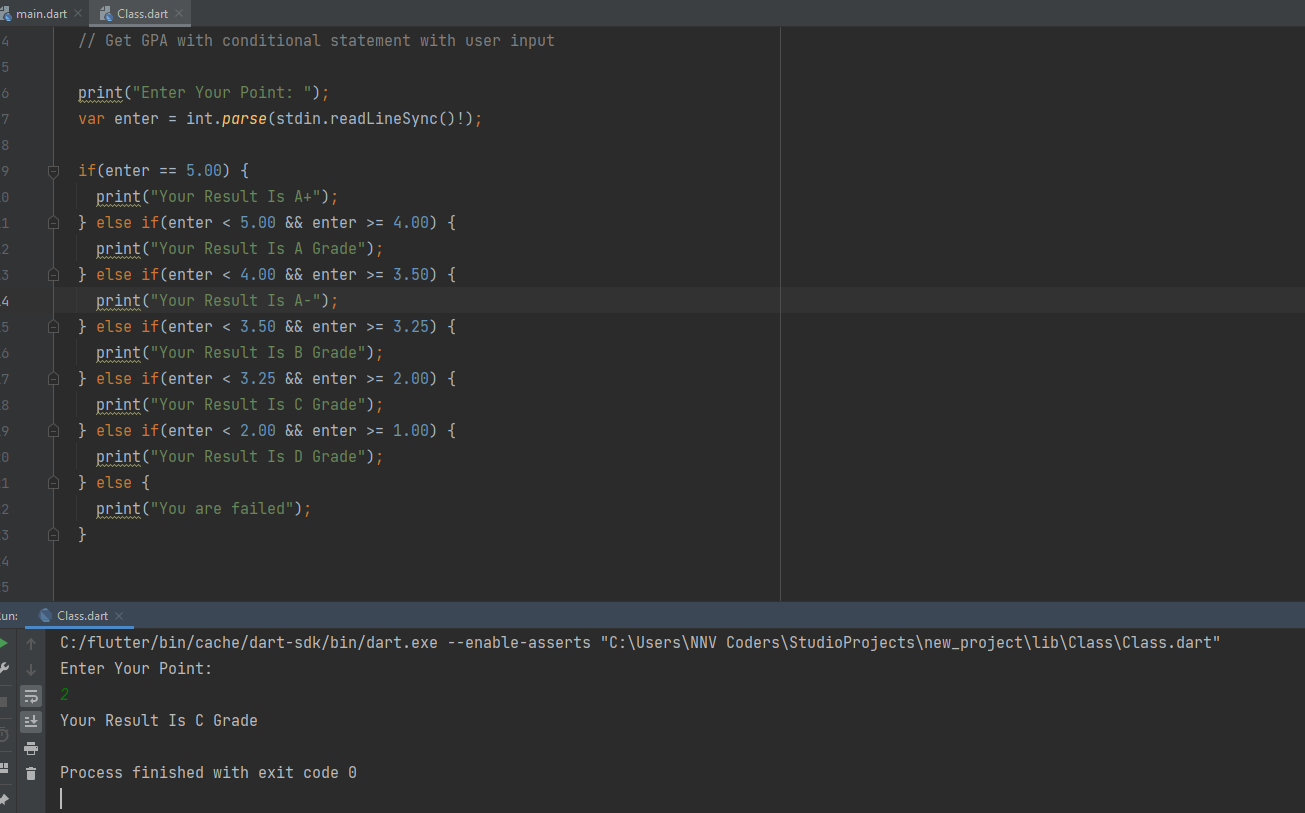 main.dart Class.dart
4 // Get GPA with conditional statement with user input
5
6 print("Enter Your Point: ");
7 var enter = int.parse(stdin.readLineSync()!);
8
9 if(enter == 5.00) {
0 print("Your Result Is A+");
1 } else if(enter < 5.00 && enter >= 4.00) {
2 print("Your Result Is A Grade");
3 } else if(enter < 4.00 && enter >= 3.50) {
4 print("Your Result Is A-");
5 } else if(enter < 3.50 && enter >= 3.25) {
6 print("Your Result Is B Grade");
7 } else if(enter < 3.25 && enter >= 2.00) {
8 print("Your Result Is C Grade");
9 } else if(enter < 2.00 && enter >= 1.00) {
0 print("Your Result Is D Grade");
1 } else {
2 print("You are failed");
3 }
4
5
un: Class.dart
C:/flutter/bin/cache/dart-sdk/bin/dart.exe --enable-asserts "C:\Users\NNV Coders\StudioProjects\new_project\lib\Class\Class.dart"
Enter Your Point:
2
Your Result Is C Grade
Process finished with exit code 0